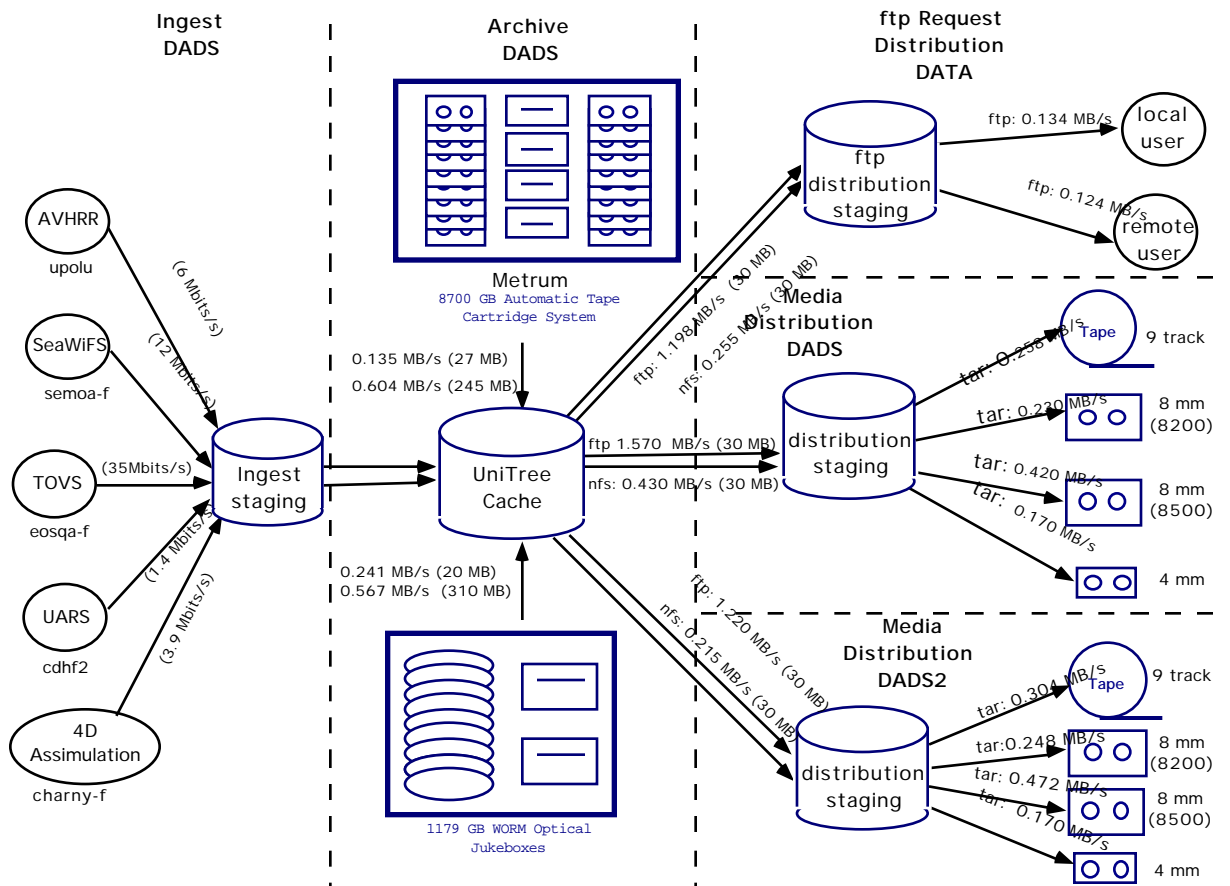 Ingest
DADS
Archive
DADS
ftp Request
Distribution
DATA
AVHRR
upolu
SeaWiFS
semoa-f
TOVS
eosqa-f
UARS
cdhf2
4D
Assimulation
charny-f
(6 Mbits/s)
(12 Mbits/s)
(35Mbits/s)
(1.4 Mbits/s)
(3.9 Mbits/s)
Ingest
staging
Metrum
8700 GB Automatic Tape
Cartridge System
0.135 MB/s (27 MB)
0.604 MB/s (245 MB)
UniTree
Cache
0.241 MB/s (20 MB)
0.567 MB/s (310 MB)
1179 GB WORM Optical
Jukeboxes
ftp: 1.198 MB/s (30 MB)
nfs: 0.255 MB/s (30 MB)
ftp
distribution
staging
ftp: 0.134 MB/s
ftp: 0.124 MB/s
local
user
remote
user
Media
Distribution
DADS
ftp 1.570 MB/s (30 MB)
nfs: 0.430 MB/s (30 MB)
distribution
staging
tar: 0.258 MB/s
tar: 0.230 MB/s
tar: 0.420 MB/s
tar: 0.170 MB/s
Tape
9 track
8 mm
(8200)
8 mm
(8500)
4 mm
Media
Distribution
DADS2
ftp: 1.220 MB/s (30 MB)
nfs: 0.215 MB/s (30 MB)
distribution
staging
tar: 0.304 MB/s
tar:0.248 MB/s
tar: 0.472 MB/s
tar: 0.170 MB/s
Tape
9 track
8 mm
(8200)
8 mm
(8500)
4 mm